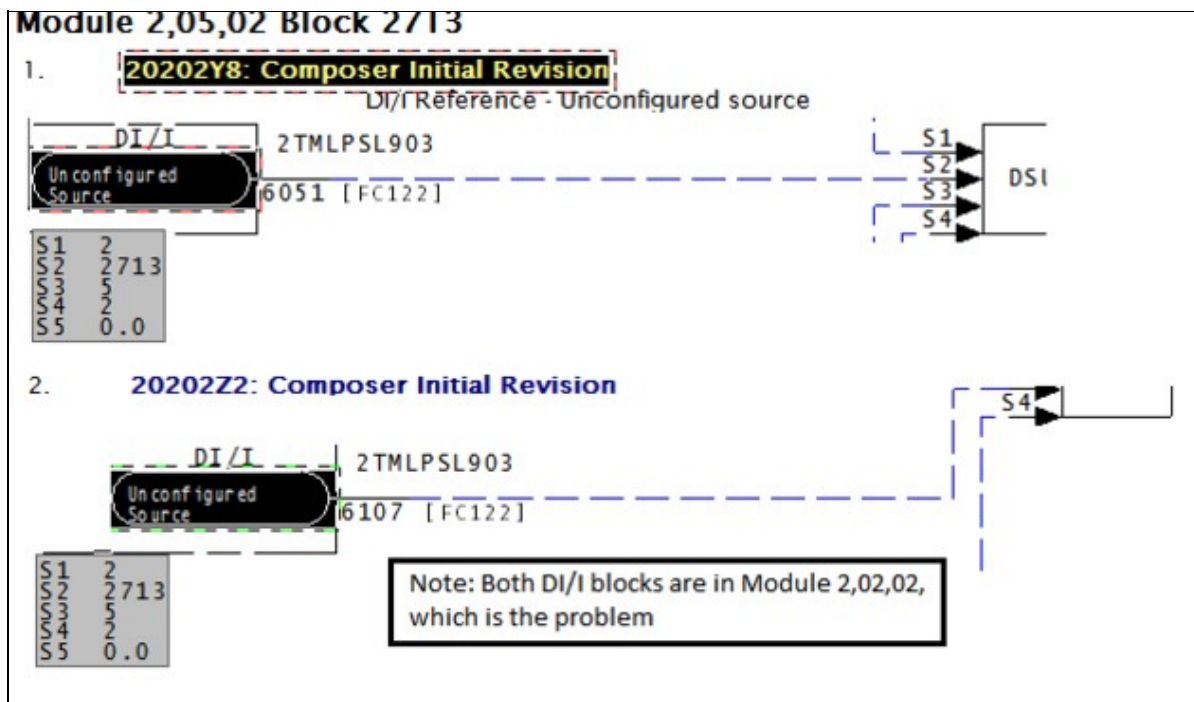 Module 2,05,02 Block 2713
1. 20202Y8: Composer Initial Revision
DI/I Reference - Unconfigured source
DI/I
2TMLPSL903
Unconfigured
Source
6051 [FC122]
S1
S2
S3
S4
DSU
S1 2
S2 2713
S3 5
S4 2
S5 0.0
2. 20202Z2: Composer Initial Revision
S4
DI/I
2TMLPSL903
Unconfigured
Source
6107 [FC122]
S1 2
S2 2713
S3 5
S4 2
S5 0.0
Note: Both DI/I blocks are in Module 2,02,02,
which is the problem